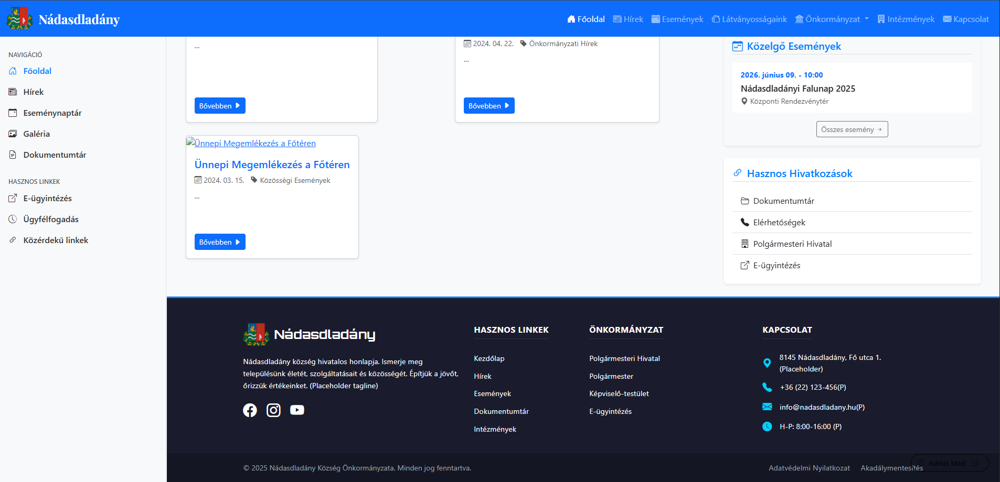 Nádasdladány
Főoldal Hírek Események Látványosságaink Önkormányzat Intézmények Kapcsolat
NAVIGÁCIÓ
Főoldal
Hírek
Eseménynaptár
Galéria
Dokumentumtár
HASZNOS LINKEK
E-ügyintézés
Ügyfélfogadás
Közérdekű linkek
...
Bővebben
2024. 04. 22. Önkormányzati Hírek
...
Bővebben
Ünnepi Megemlékezés a Főtéren
Ünnepi Megemlékezés a Főtéren
2024. 03. 15. Közösségi Események
...
Bővebben
Közelgő Események
2026. június 09. - 10:00
Nádasdladányi Falunap 2025
Központi Rendezvénytér
Összes esemény
Hasznos Hivatkozások
Dokumentumtár
Elérhetőségek
Polgármesteri Hivatal
E-ügyintézés
Nádasdladány
Nádasdladány község hivatalos honlapja. Ismerje meg
településünk életét, szolgáltatásait és közösségét. Építjük a jövőt,
őrizzük értékeinket. (Placeholder tagline)
HASZNOS LINKEK
Kezdőlap
Hírek
Események
Dokumentumtár
Intézmények
ÖNKORMÁNYZAT
Polgármesteri Hivatal
Polgármester
Képviselő-testület
E-ügyintézés
KAPCSOLAT
8145 Nádasdladány, Fő utca 1.
(Placeholder)
+36 (22) 123-456(P)
info@nadasdladany.hu(P)
H-P: 8:00-16:00 (P)
© 2025 Nádasdladány Község Önkormányzata. Minden jog fenntartva.
Adatvédelmi Nyilatkozat Akadálymentesítés
Admin Mód